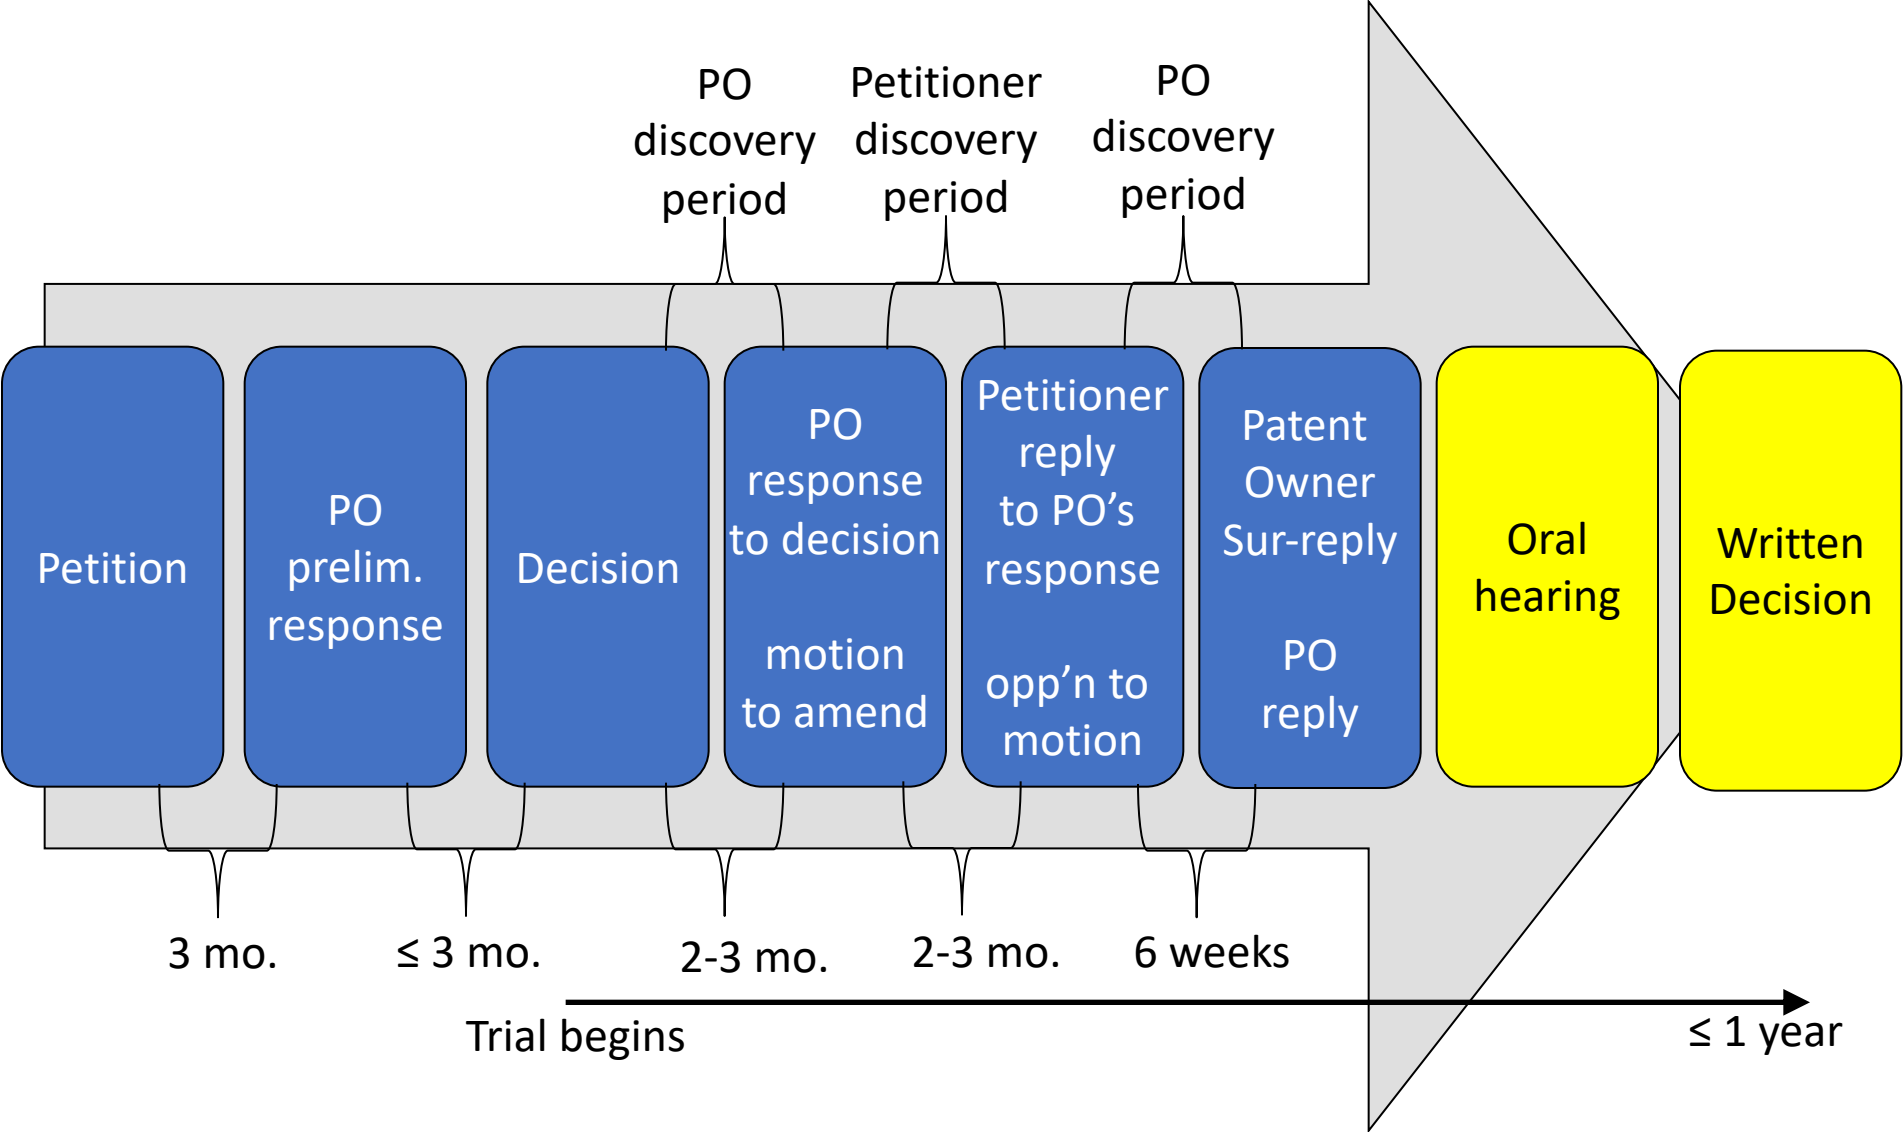 PO
discovery
period
Petitioner
discovery
period
PO
discovery
period
Petition
PO
prelim.
response
Decision
PO
response
to decision
motion
to amend
Petitioner
reply
to PO’s
response
opp’n to
motion
Patent
Owner
Sur-reply
PO
reply
Oral
hearing
Written
Decision
3 mo.
≤ 3 mo.
2-3 mo.
2-3 mo.
6 weeks
Trial begins
≤ 1 year